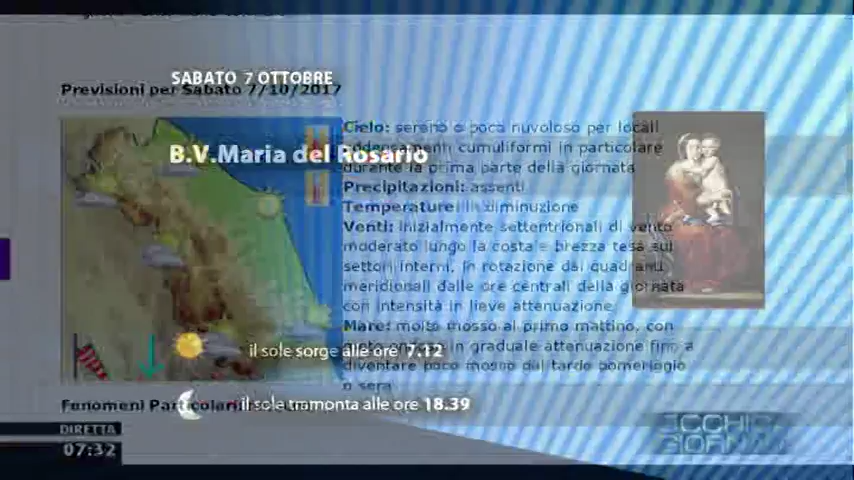 SABATO 7 OTTOBRE
Previsioni per Sabato 7/10/2017
B.V.Maria del Rosario
Cielo: sereno o poco nuvoloso per locali
addensamenti cumuliformi in particolare
durante la prima parte della giornata
Precipitazioni: assenti
Temperature: in diminuzione
Venti: inizialmente settentrionali di vento
moderato lungo la costa e brezza tesa sui
settori interni, in rotazione dai quadranti
meridionali dalle ore centrali della giornata
con intensità in lieve attenuazione
Mare: molto mosso al primo mattino, con
moto ondoso in graduale attenuazione fino a
diventare poco mosso dal tardo pomeriggio
o sera
il sole sorge alle ore 7.12
Fenomeni Particolari:
il sole tramonta alle ore 18.39
DIRETTA
07:32
OCCHIO
GIORNA